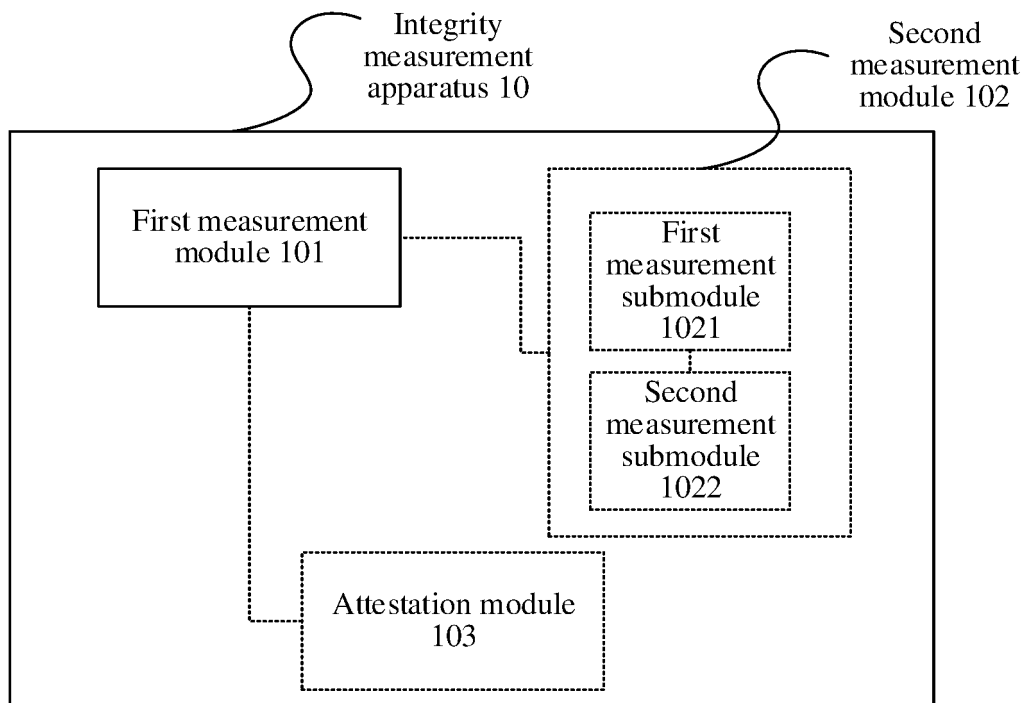 Integrity
measurement
apparatus 10
Second
measurement
module 102
First measurement
module 101
First
measurement
submodule
1021
Second
measurement
submodule
1022
Attestation module
103